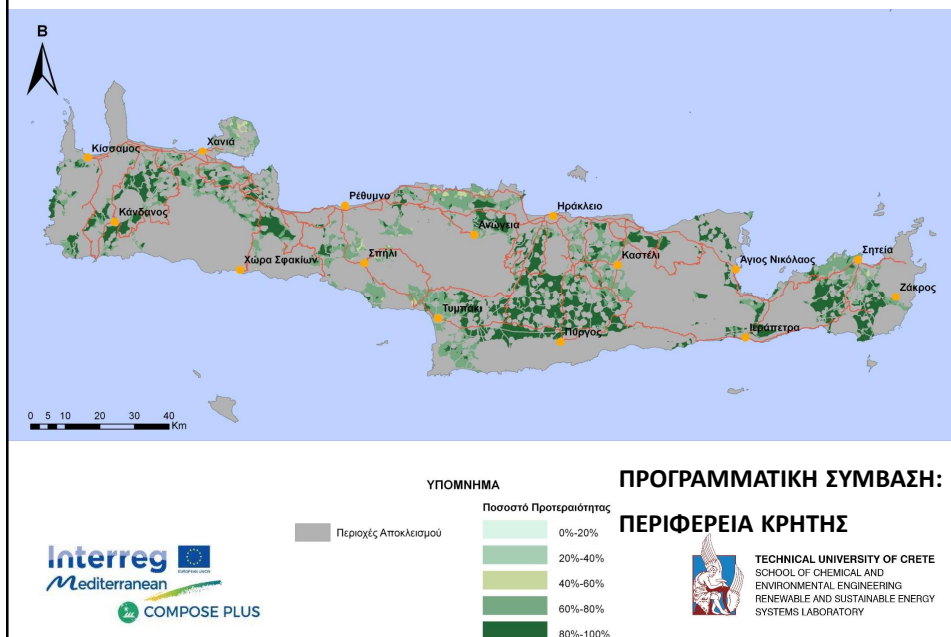 Β
Κίσσαμος
Χανιά
Κάνδανος
Χώρα Σφακίων
Ρέθυμνο
Σπήλι
Ανώγεια
Ηράκλειο
Καστέλι
Τυμπάκι
Πύργος
Άγιος Νικόλαος
Ιεράπετρα
Σητεία
Ζάκρος
0 5 10 20 30 40
Km
ΥΠΟΜΝΗΜΑ
Περιοχές Αποκλεισμού
Ποσοστό Προτεραιότητας
0%-20%
20%-40%
40%-60%
60%-80%
80%-100%
ΠΡΟΓΡΑΜΜΑΤΙΚΗ ΣΥΜΒΑΣΗ:
ΠΕΡΙΦΕΡΕΙΑ ΚΡΗΤΗΣ
Interreg
EUROPEAN UNION
Mediterranean
COMPOSE PLUS
TECHNICAL UNIVERSITY OF CRETE
SCHOOL OF CHEMICAL AND
ENVIRONMENTAL ENGINEERING
RENEWABLE AND SUSTAINABLE ENERGY
SYSTEMS LABORATORY